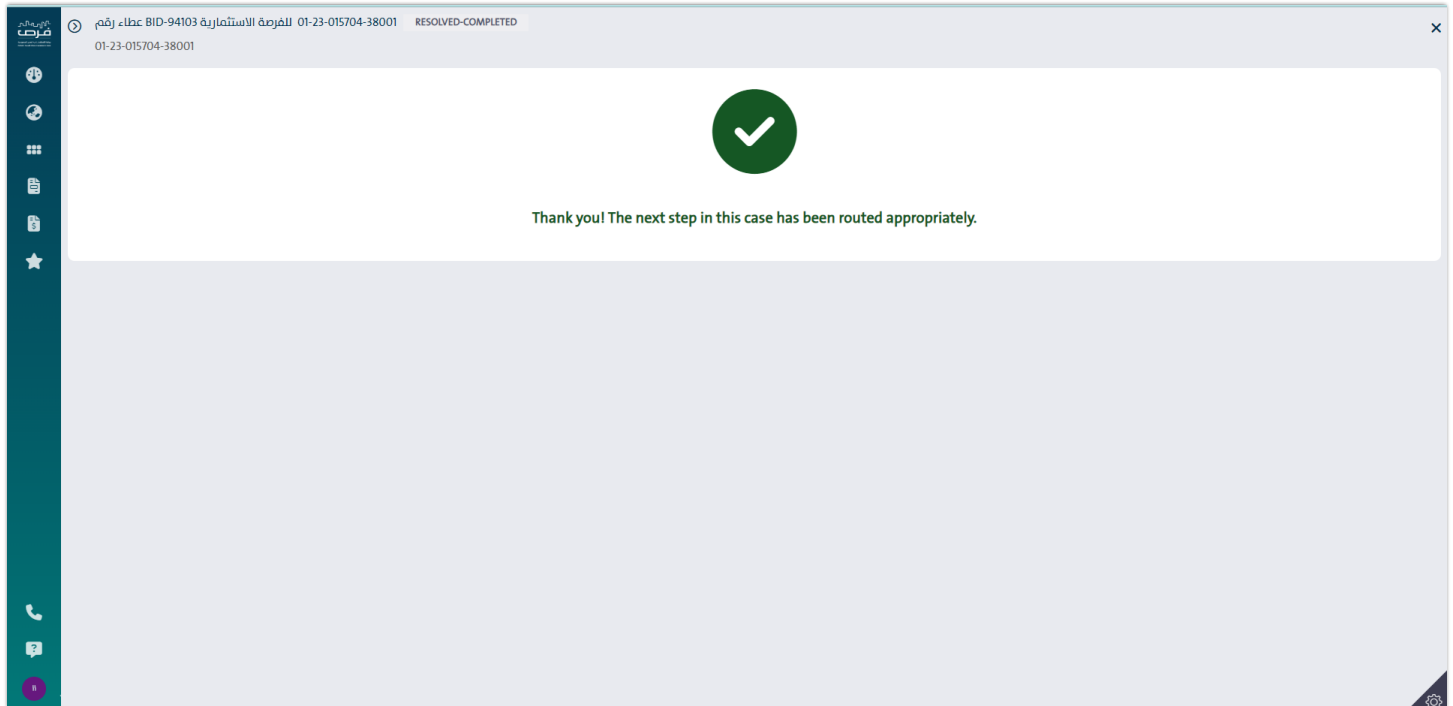 فرص
عطاء رقم BID-94103 للفرصة الاستثمارية 01-23-015704-38001 RESOLVED-COMPLETED
01-23-015704-38001
Thank you! The next step in this case has been routed appropriately.